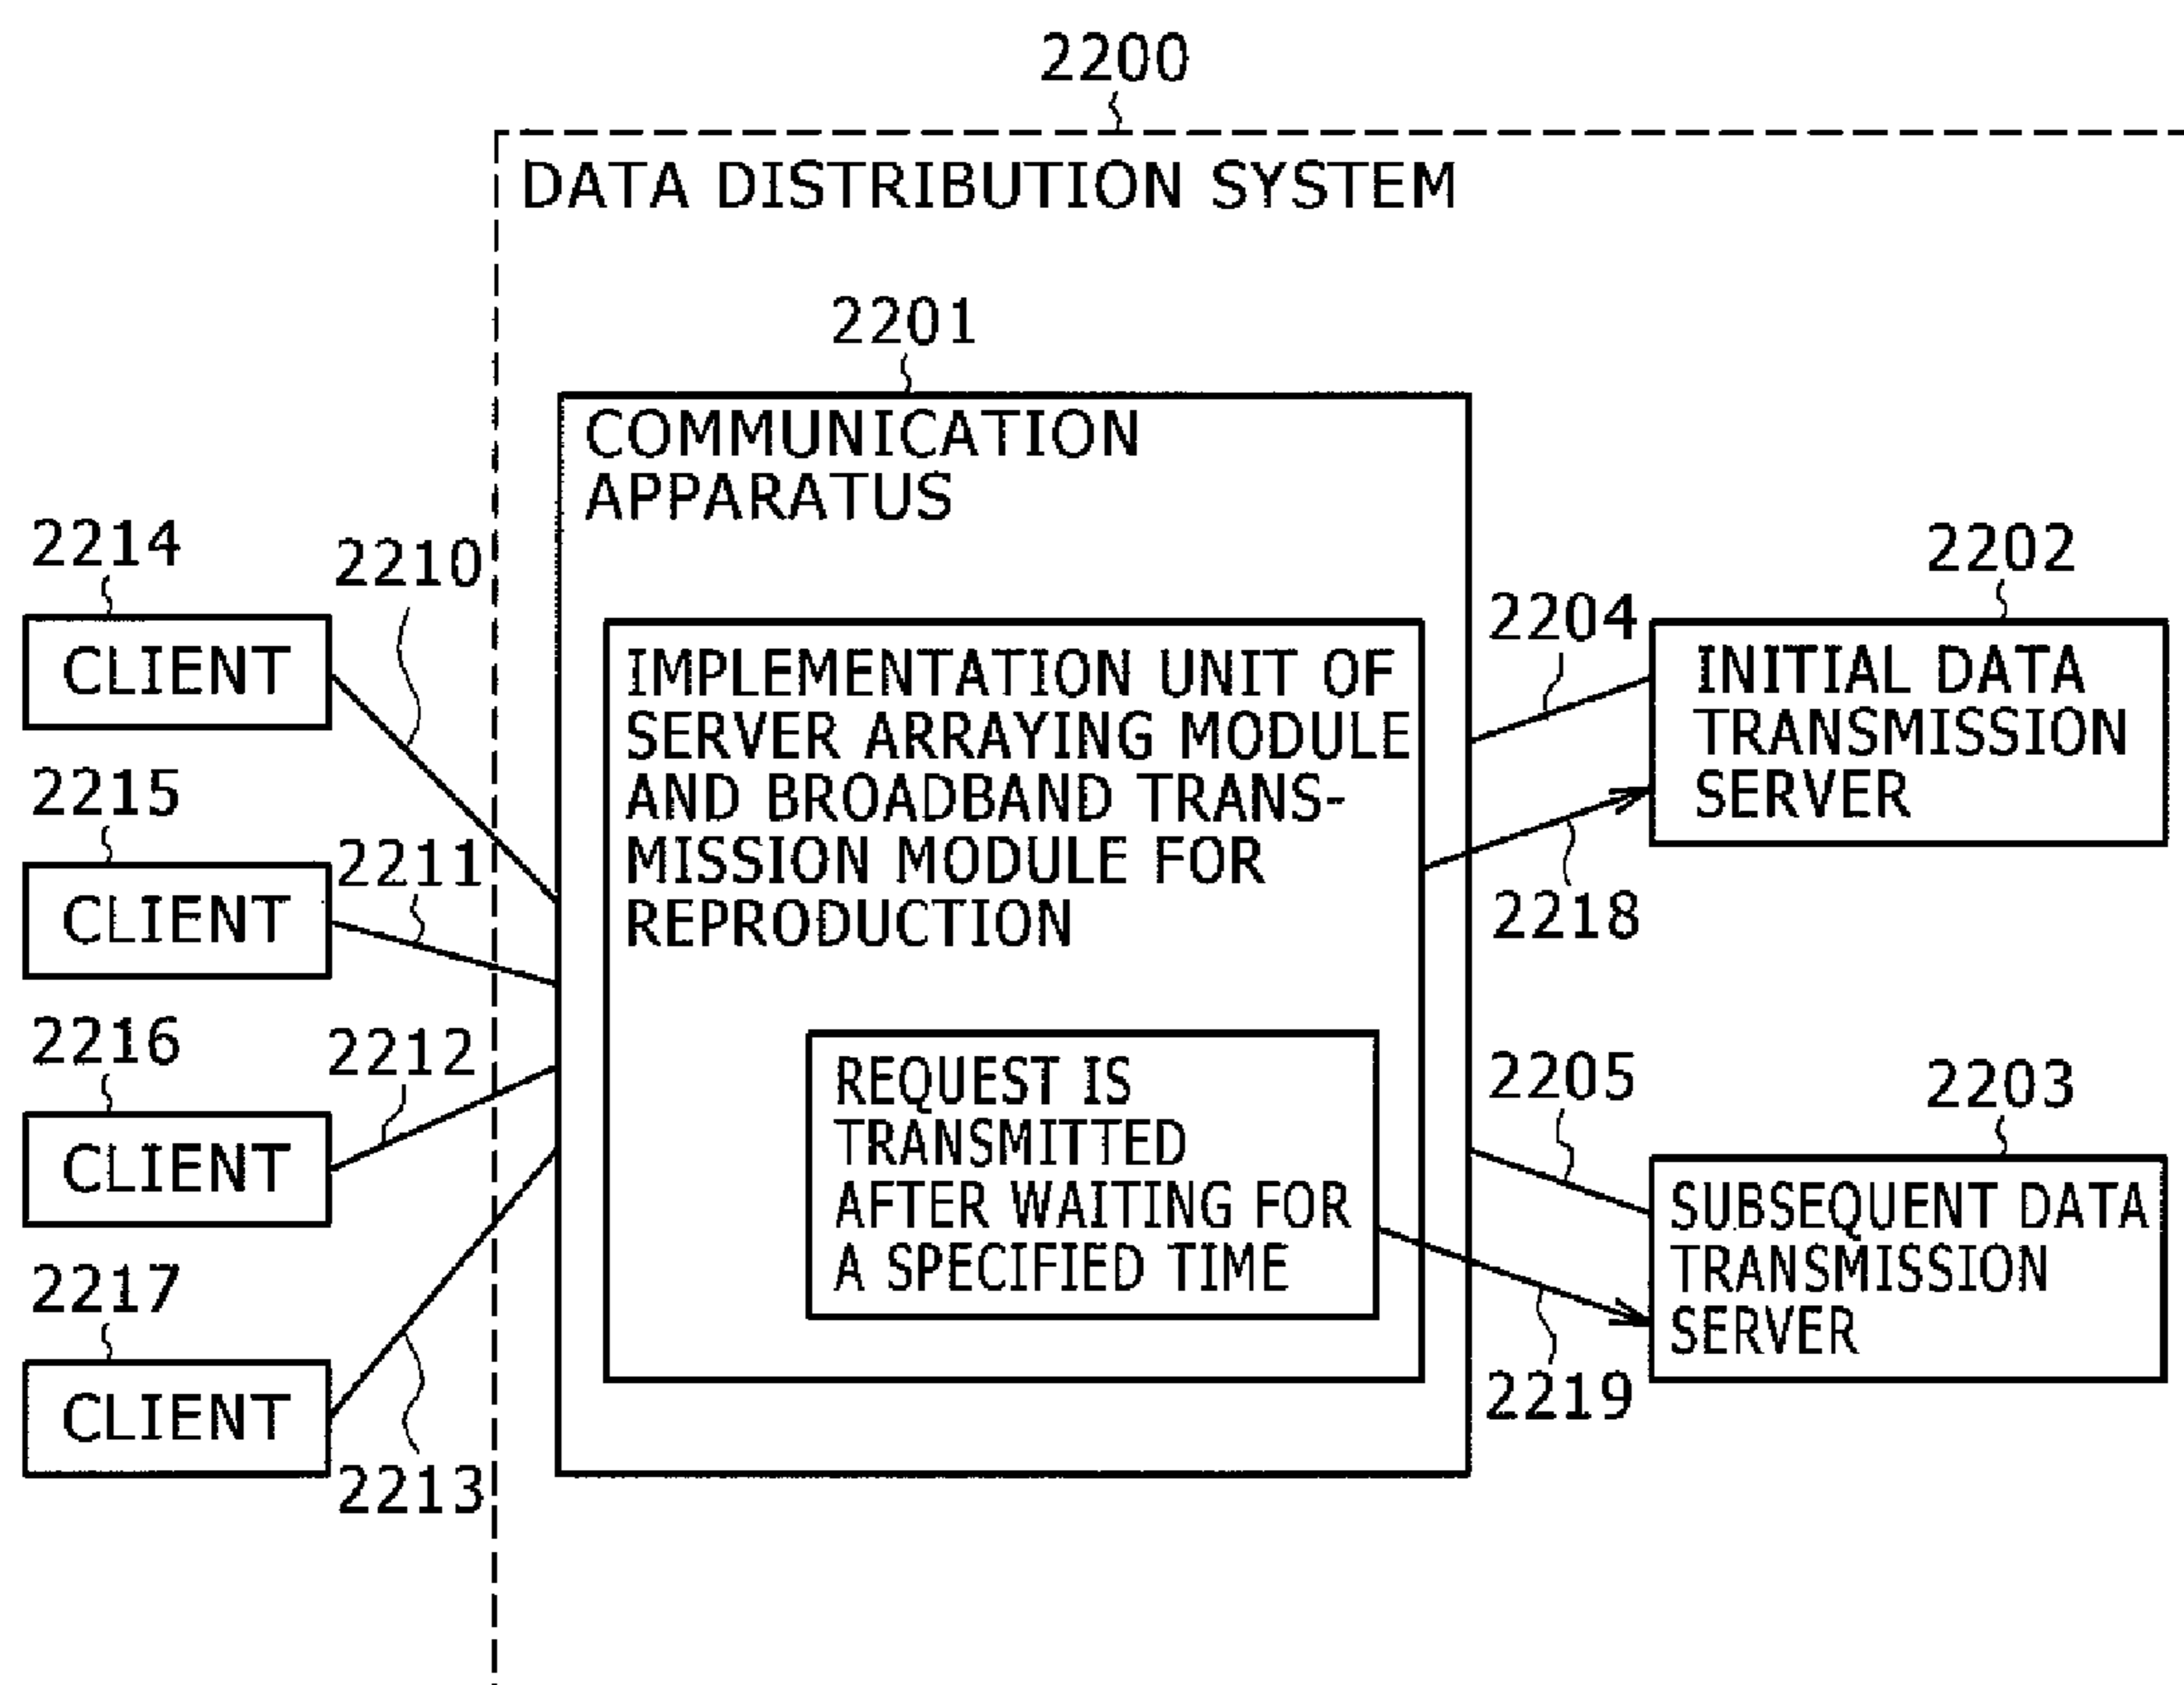 2200
DATA DISTRIBUTION SYSTEM
2201
COMMUNICATION
APPARATUS
2214
2210
CLIENT
2215
2211
CLIENT
2216
2212
CLIENT
2217
CLIENT
2213
IMPLEMENTATION UNIT OF
SERVER ARRAYING MODULE
AND BROADBAND TRANS-
MISSION MODULE FOR
REPRODUCTION
REQUEST IS
TRANSMITTED
AFTER WAITING FOR
A SPECIFIED TIME
2204
2202
INITIAL DATA
TRANSMISSION
SERVER
2218
2205
2203
SUBSEQUENT DATA
TRANSMISSION
SERVER
2219